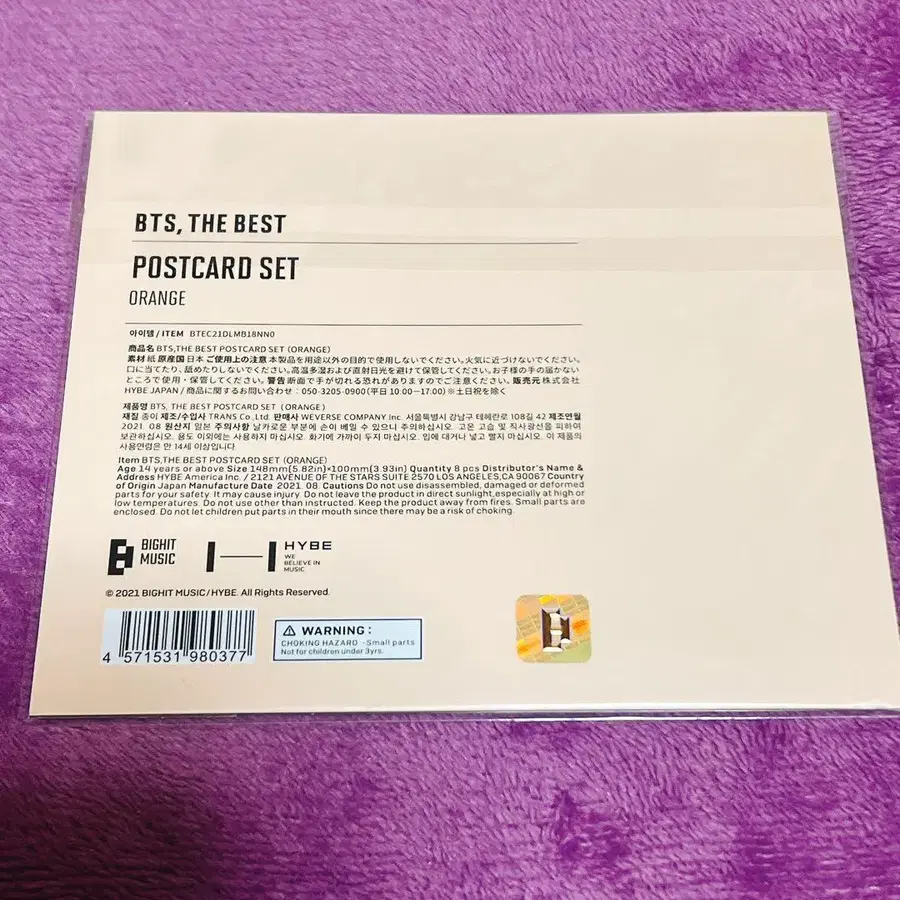 BTS, THE BEST
POSTCARD SET
ORANGE
아이템 / ITEM BTEC21DLMB18NN0
商品名 BTS,THE BEST POSTCARD SET (ORANGE)
素材 紙 原産国 日本 ご使用上の注意 本製品を用途以外の目的で使用しないでください。火気に近づけないでください。
口に当たり、舐めたりしないでください。高温多湿および直射日光を避けて保管してください。お子様の手の届かない
ところで使用・保管してください。警告 断面で手が切れる恐れがありますのでご注意ください。販売元 株式会社
HYBE JAPAN / 商品に関するお問い合わせ：050-3205-0900(平日 10:00－17:00) ※土日祝を除く
제품명 BTS, THE BEST POSTCARD SET (ORANGE)
재질 종이 제조/수입사 TRANS Co.,Ltd. 판매사 WEVERSE COMPANY Inc. 서울특별시 강남구 테헤란로 108길 42 제조연월
2021. 08 원산지 일본 주의사항 날카로운 부분에 손이 베일 수 있으니 주의하십시오. 고온 고습 및 직사광선을 피하여
보관하십시오. 용도 이외에는 사용하지 마십시오. 화기에 가까이 두지 마십시오. 입에 대거나 넣고 빨지 마십시오. 이 제품의
사용연령은 만 14세 이상입니다.
Item BTS,THE BEST POSTCARD SET (ORANGE)
Age 14 years or above Size 148mm(5.82in)×100mm(3.93in) Quantity 8 pcs Distributor's Name &
Address HYBE America Inc. / 2121 AVENUE OF THE STARS SUITE 2570 LOS ANGELES,CA 90067 Country
of Origin Japan Manufacture Date 2021. 08. Cautions Do not use disassembled, damaged or deformed
parts for your safety. It may cause injury. Do not leave the product in direct sunlight,especially at high or
low temperatures. Do not use other than instructed. Keep the product away from fires. Small parts are
enclosed. Do not let children put parts in their mouth since there may be a risk of choking.
BIGHIT
MUSIC
HYBE
WE
BELIEVE IN
MUSIC
© 2021 BIGHIT MUSIC/HYBE. All Rights Reserved.
4 571531 980377
⚠ WARNING :
CHOKING HAZARD -Small parts
Not for children under 3yrs.